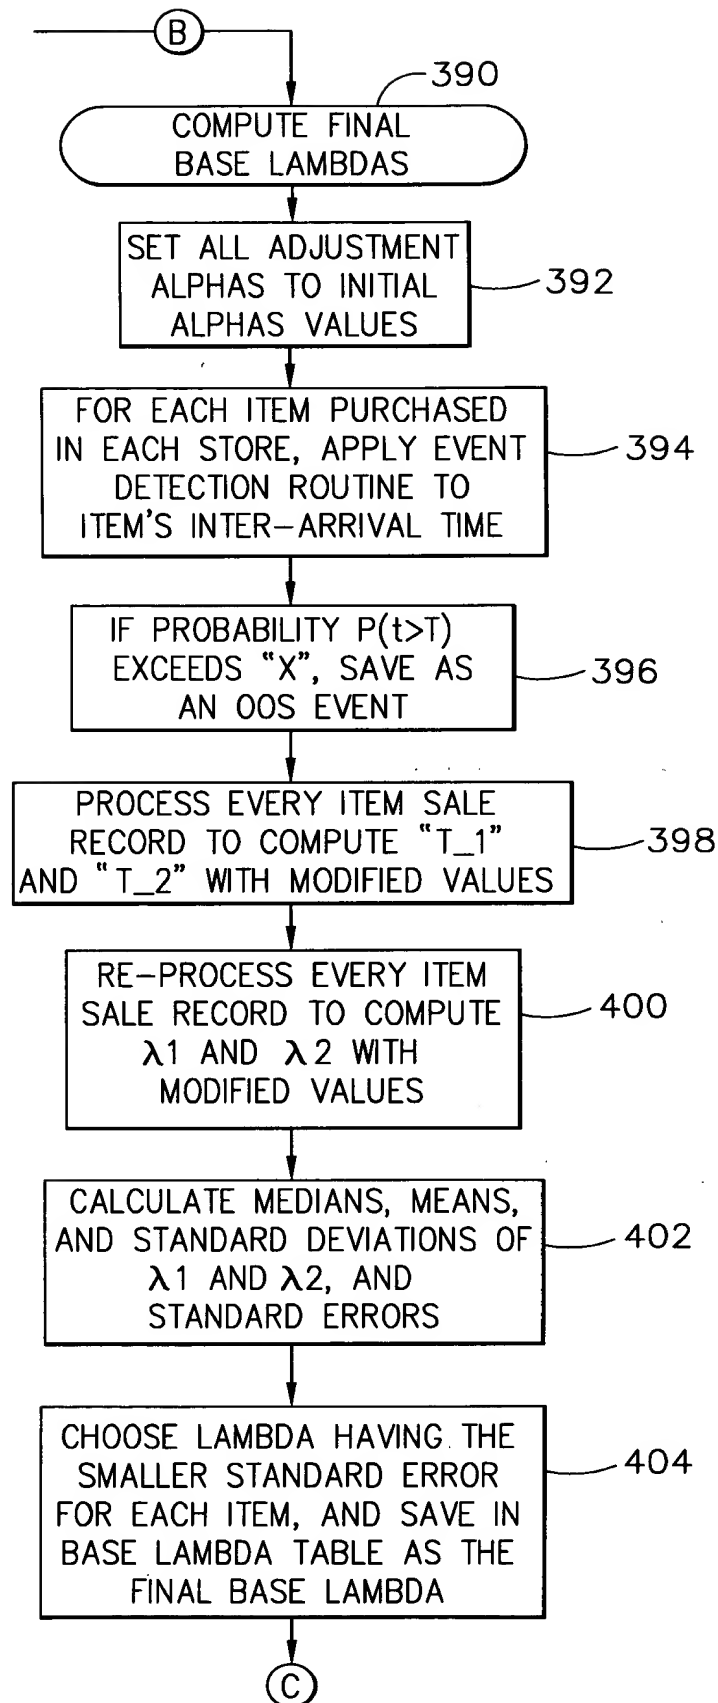 B
390
COMPUTE FINAL
BASE LAMBDAS
SET ALL ADJUSTMENT
ALPHAS TO INITIAL
ALPHAS VALUES
392
FOR EACH ITEM PURCHASED
IN EACH STORE, APPLY EVENT
DETECTION ROUTINE TO
ITEM'S INTER-ARRIVAL TIME
394
IF PROBABILITY P(t>T)
EXCEEDS "X", SAVE AS
AN OOS EVENT
396
PROCESS EVERY ITEM SALE
RECORD TO COMPUTE "T_1"
AND "T_2" WITH MODIFIED VALUES
398
RE-PROCESS EVERY ITEM
SALE RECORD TO COMPUTE
λ1 AND λ2 WITH
MODIFIED VALUES
400
CALCULATE MEDIANS, MEANS,
AND STANDARD DEVIATIONS OF
λ1 AND λ2, AND
STANDARD ERRORS
402
CHOOSE LAMBDA HAVING THE
SMALLER STANDARD ERROR
FOR EACH ITEM, AND SAVE IN
BASE LAMBDA TABLE AS THE
FINAL BASE LAMBDA
404
C